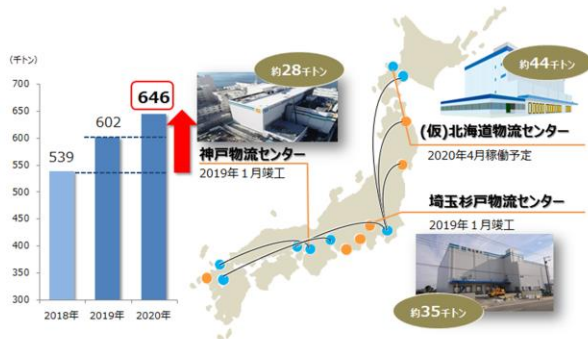 (千トン)
700
650
600
550
500
450
400
350
300
539
602
646
2018年
2019年
2020年
約28千トン
神戸物流センター
2019年1月竣工
約44千トン
(仮)北海道物流センター
2020年4月稼働予定
埼玉杉戸物流センター
2019年1月竣工
約35千トン